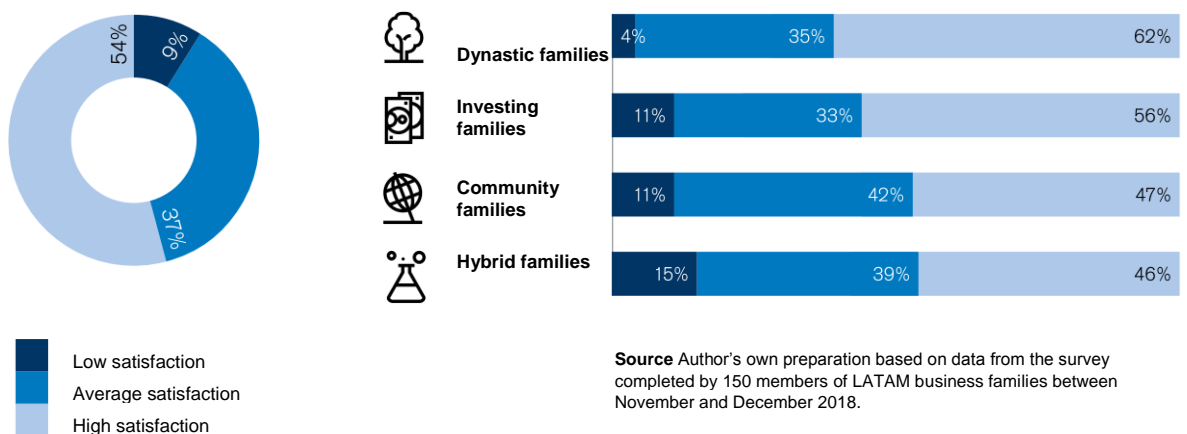 54%
9%
37%
Dynastic families
4%
35%
62%
Investing
families
11%
33%
56%
Community
families
11%
42%
47%
Hybrid families
15%
39%
46%
Low satisfaction
Average satisfaction
High satisfaction
Source Author's own preparation based on data from the survey
completed by 150 members of LATAM business families between
November and December 2018.